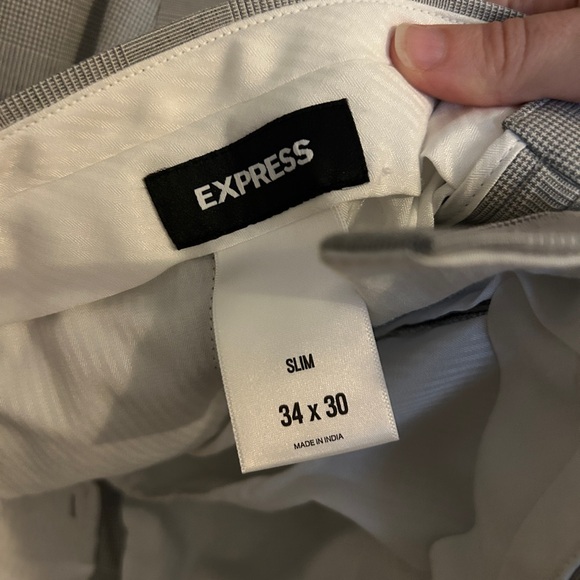 EXPRESS
SLIM
34 x 30
MADE IN INDIA